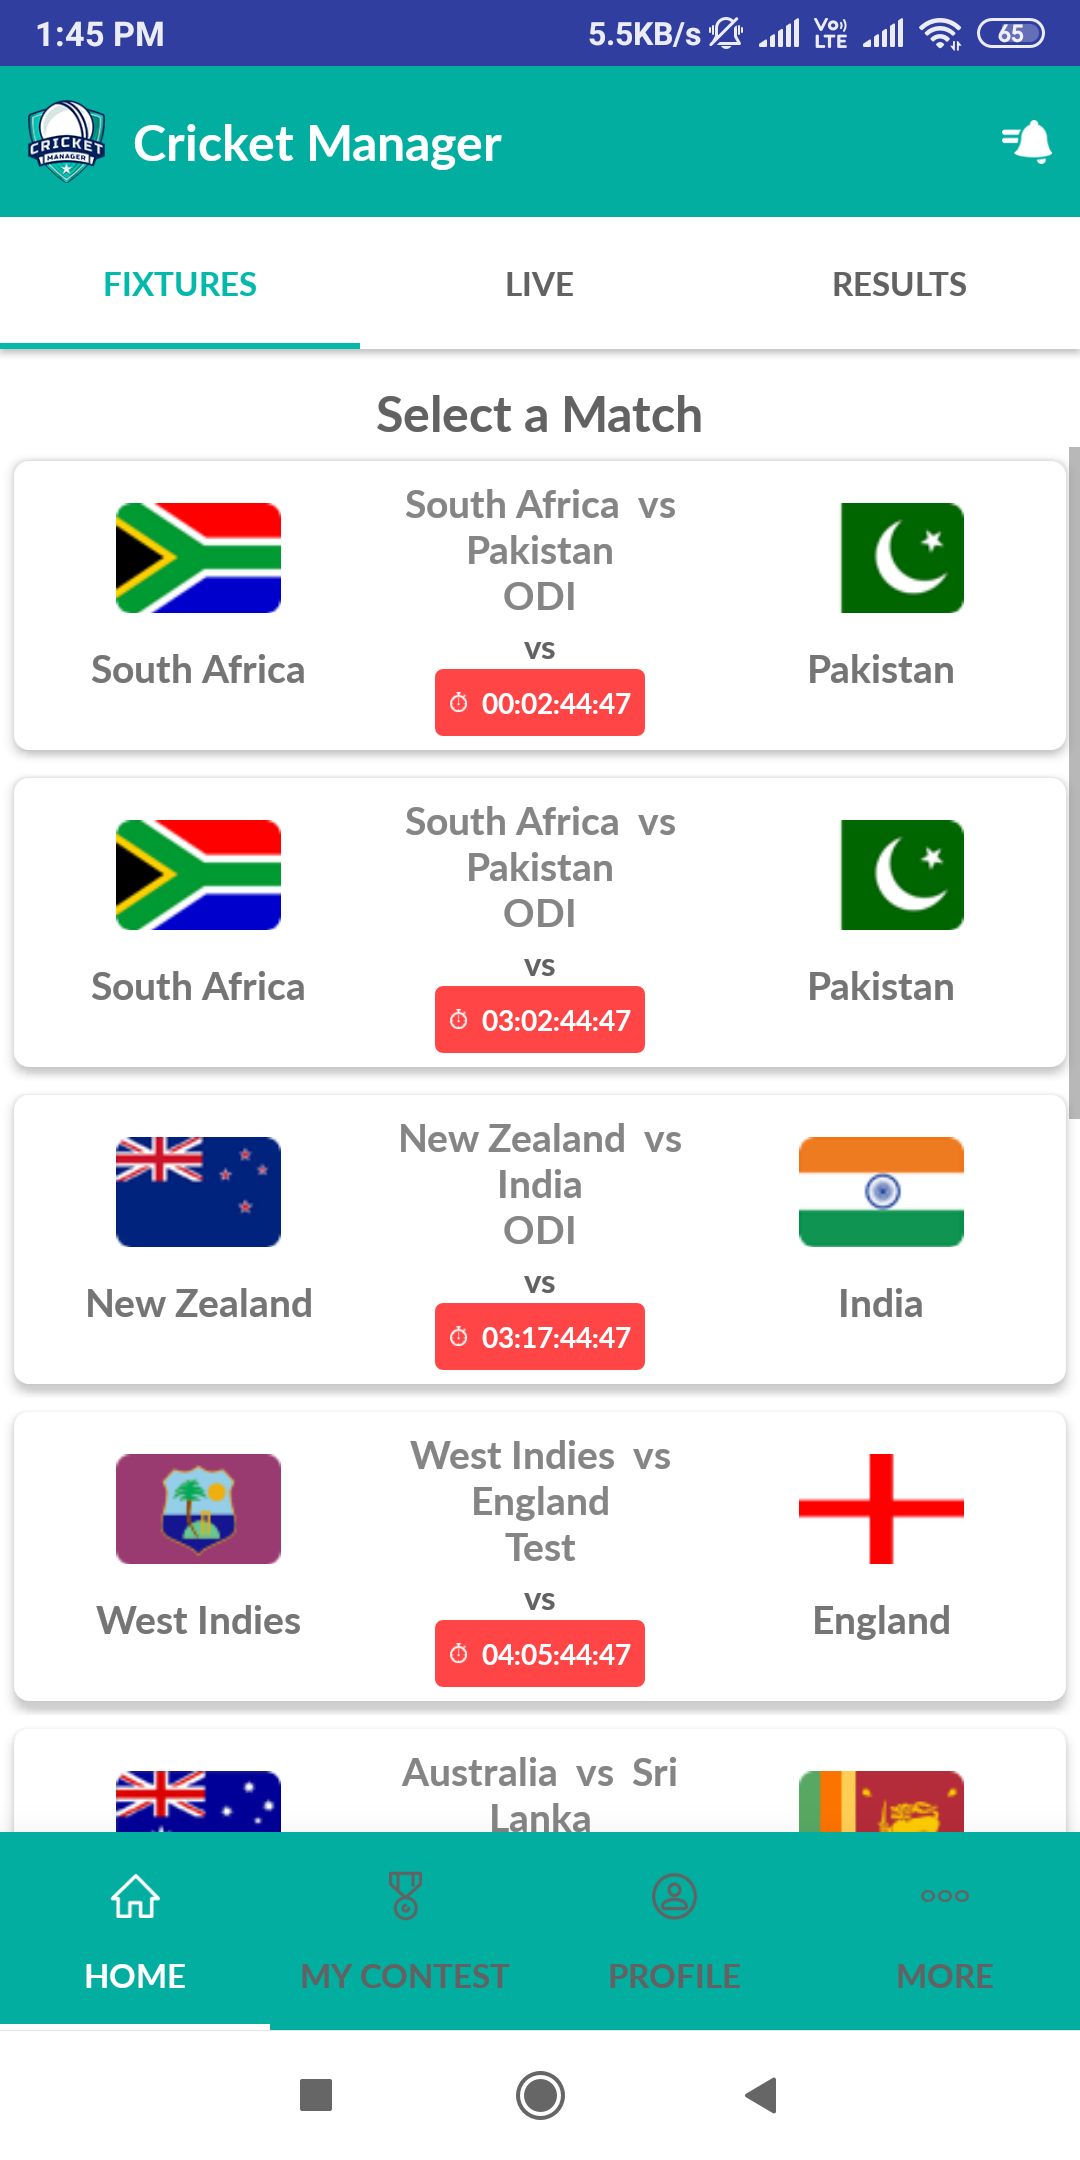 1:45 PM
5.5KB/s
Vo))
LTE
65
CRICKET
MANAGER
Cricket Manager
FIXTURES
LIVE
RESULTS
Select a Match
South Africa vs
Pakistan
ODI
South Africa
vs
Pakistan
00:02:44:47
South Africa vs
Pakistan
ODI
South Africa
vs
Pakistan
03:02:44:47
New Zealand vs
India
ODI
New Zealand
vs
India
03:17:44:47
West Indies vs
England
Test
West Indies
vs
England
04:05:44:47
Australia vs Sri
Lanka
HOME
MY CONTEST
PROFILE
MORE